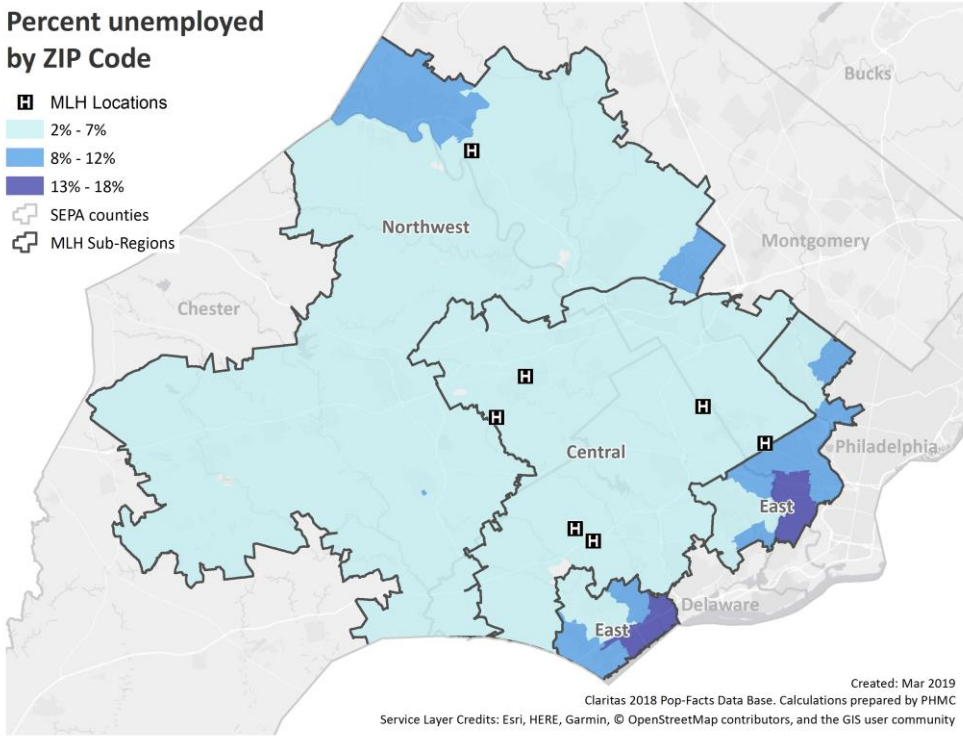 Percent unemployed
by ZIP Code
H MLH Locations
2% - 7%
8% - 12%
13% - 18%
SEPA counties
MLH Sub-Regions
Bucks
H
Northwest
Montgomery
Chester
H
H
H
H
Philadelphia
Central
East
H
H
Delaware
East
Created: Mar 2019
Claritas 2018 Pop-Facts Data Base. Calculations prepared by PHMC
Service Layer Credits: Esri, HERE, Garmin, © OpenStreetMap contributors, and the GIS user community